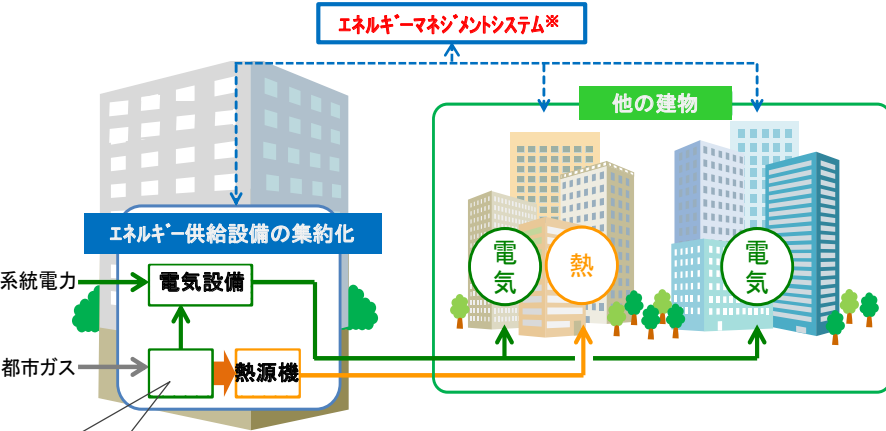 ｴﾈﾙｷﾞｰﾏﾈｼﾞﾒﾝﾄｼｽﾃﾑ※
他の建物
ｴﾈﾙｷﾞｰ供給設備の集約化
電気
熱
電気
系統電力
電気設備
都市ガス
熱源機